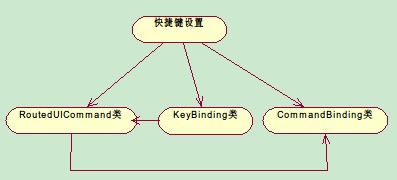 快捷键设置
RoutedUICommand类
KeyBinding类
CommandBinding类